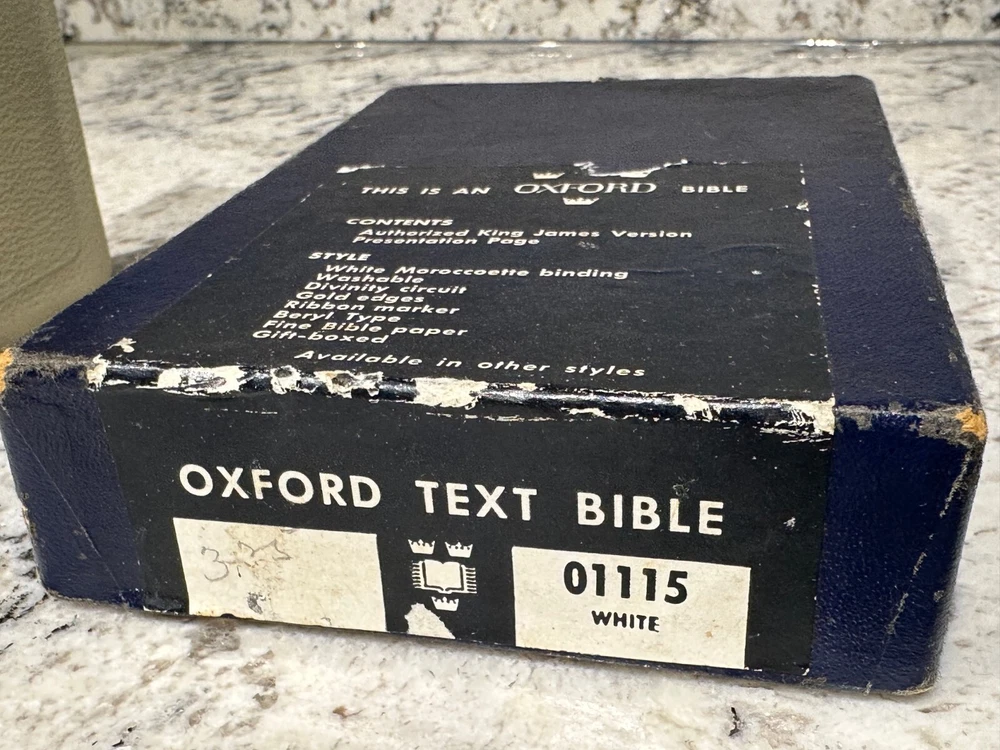 THIS IS AN OXFORD BIBLE
CONTENTS
Authorized King James Version
Presentation Page
STYLE
White Moroccoette binding
Washable
Divinity circuit
Gold edges
Ribbon marker
Beryl Type
Fine Bible paper
Gift-boxed
Available in other styles
OXFORD TEXT BIBLE
01115
WHITE